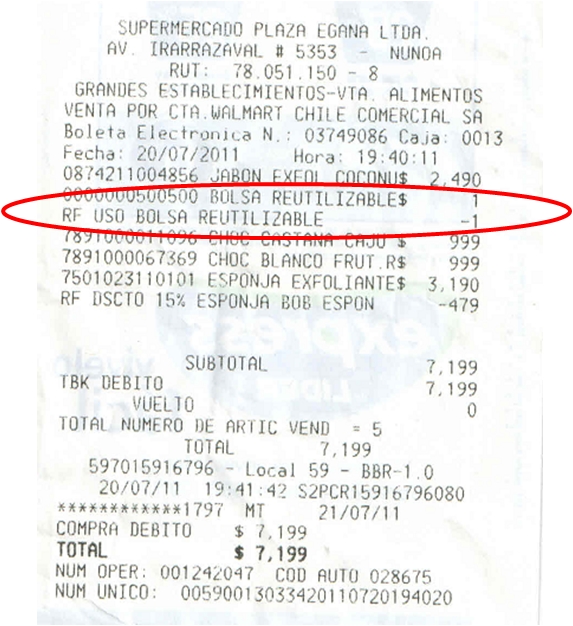 SUPERMERCADO PLAZA EGANA LTDA.
AV. IRARRAZAVAL # 5353 - NUNOA
RUT: 78.051.150 - 8
GRANDES ESTABLECIMIENTOS-VTA. ALIMENTOS
VENTA POR CTA.WALMART CHILE COMERCIAL SA
Boleta Electronica N.: 03749086 Caja: 0013
Fecha: 20/07/2011 Hora: 19:40:11
0874211004856 JABON EXFOL COCONU$ 2,490
0000000500500 BOLSA REUTILIZABLE$ 1
RF USO BOLSA REUTILIZABLE -1
7891000011096 CHOC CASTANA CAJU $ 999
7891000067369 CHOC BLANCO FRUT.R$ 999
7501023110101 ESPONJA EXFOLIANTE$ 3,190
RF DSCTO 15% ESPONJA BOB ESPON -479
express
LIDER
SUBTOTAL 7,199
TBK DEBITO 7,199
VUELTO 0
TOTAL NUMERO DE ARTIC VEND = 5
TOTAL 7,199
597015916796 - Local 59 - BBR-1.0
20/07/11 19:41:42 S2PCR15916796080
************1797 MT 21/07/11
COMPRA DEBITO $ 7,199
TOTAL $ 7,199
NUM OPER: 001242047 COD AUTO 028675
NUM UNICO: 00590013033420110720194020